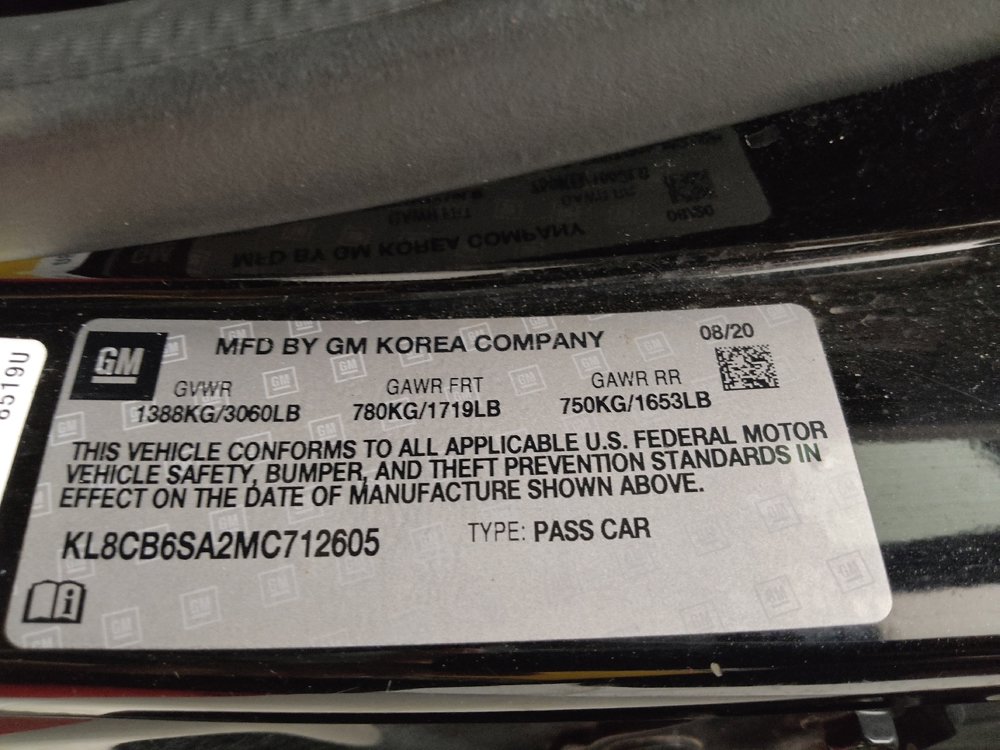 GM
MFD BY GM KOREA COMPANY
08/20
GVWR
1388KG/3060LB
GAWR FRT
780KG/1719LB
GAWR RR
750KG/1653LB
THIS VEHICLE CONFORMS TO ALL APPLICABLE U.S. FEDERAL MOTOR
VEHICLE SAFETY, BUMPER, AND THEFT PREVENTION STANDARDS IN
EFFECT ON THE DATE OF MANUFACTURE SHOWN ABOVE.
KL8CB6SA2MC712605
TYPE: PASS CAR
6519U